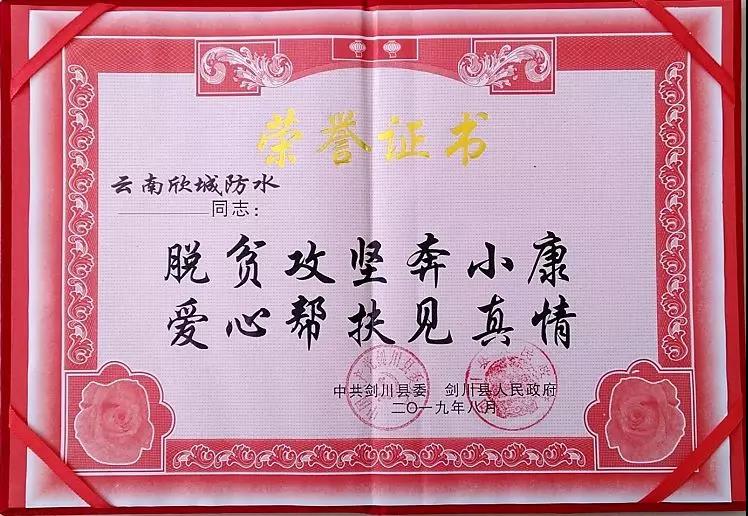 荣誉证书
云南欣城防水
同志：
脱贫攻坚奔小康
爱心帮扶见真情
中共剑川县委 剑川县人民政府
二〇一九年八月